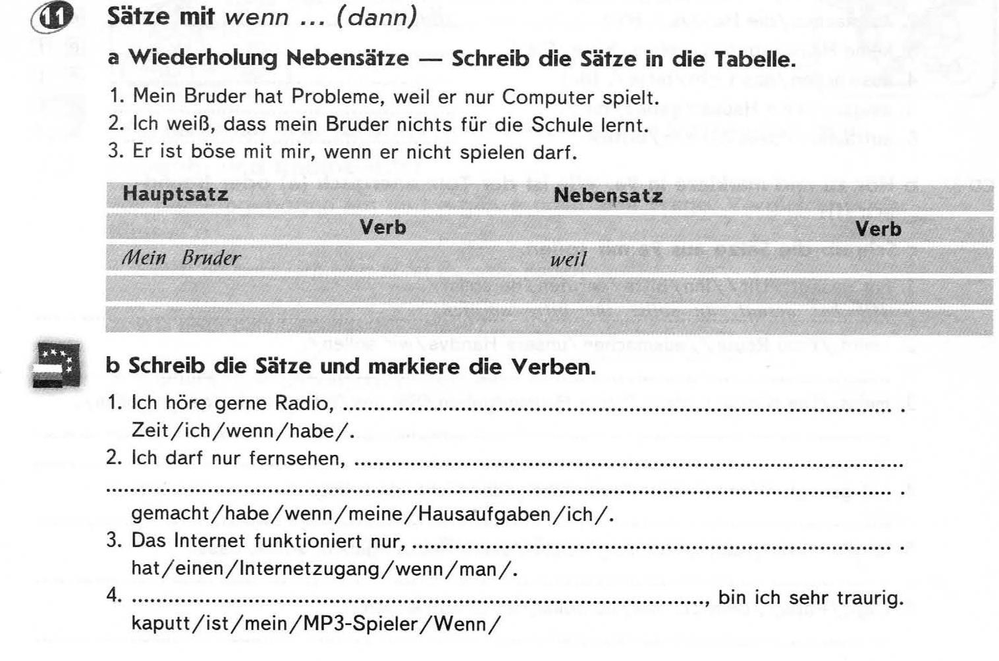 11 Sätze mit wenn ... (dann)
a Wiederholung Nebensätze — Schreib die Sätze in die Tabelle.
1. Mein Bruder hat Probleme, weil er nur Computer spielt.
2. Ich weiß, dass mein Bruder nichts für die Schule lernt.
3. Er ist böse mit mir, wenn er nicht spielen darf.
Hauptsatz Nebensatz
Verb Verb
Mein Bruder weil
b Schreib die Sätze und markiere die Verben.
1. Ich höre gerne Radio, ........................ .
Zeit/ich/wenn/habe/.
2. Ich darf nur fernsehen, ........................
........................ .
gemacht/habe/wenn/meine/Hausaufgaben/ich/.
3. Das Internet funktioniert nur, ........................ .
hat/einen/Internetzugang/wenn/man/.
4. ........................, bin ich sehr traurig.
kaputt/ist/mein/MP3-Spieler/Wenn/